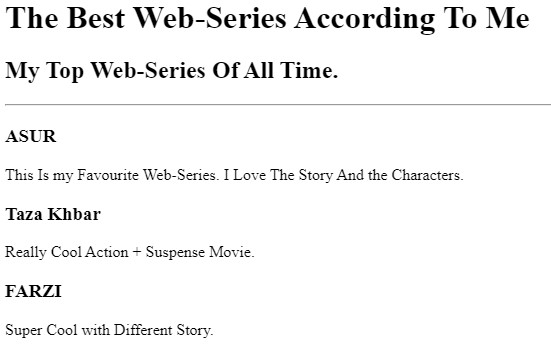 The Best Web-Series According To Me
My Top Web-Series Of All Time.
ASUR
This Is my Favourite Web-Series. I Love The Story And the Characters.
Taza Khbar
Really Cool Action + Suspense Movie.
FARZI
Super Cool with Different Story.